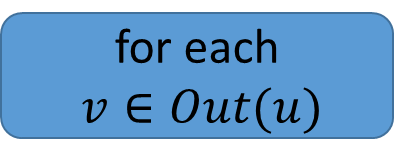 for each
𝑣 ∈ 𝑂𝑢𝑡(𝑢)